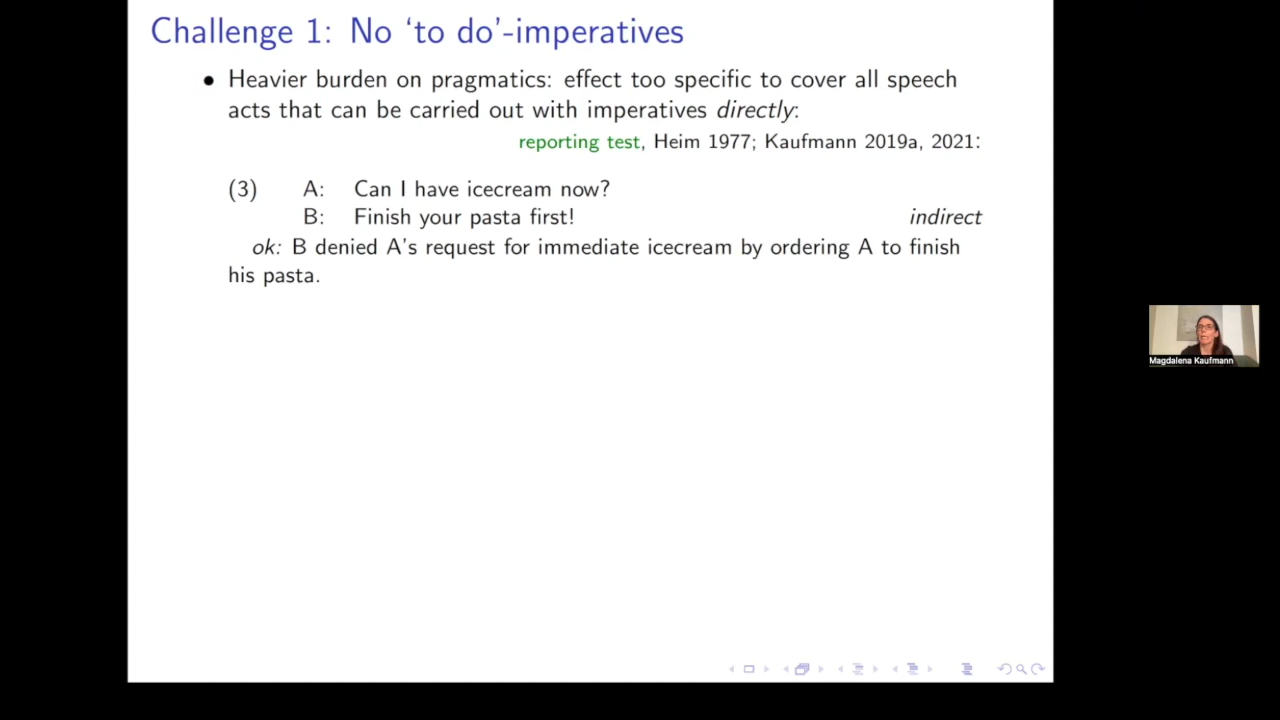 Challenge 1: No ‘to do’-imperatives
• Heavier burden on pragmatics: effect too specific to cover all speech
acts that can be carried out with imperatives directly:
reporting test, Heim 1977; Kaufmann 2019a, 2021:
(3) A: Can I have icecream now?
B: Finish your pasta first! indirect
ok: B denied A's request for immediate icecream by ordering A to finish
his pasta.
Magdalena Kaufmann